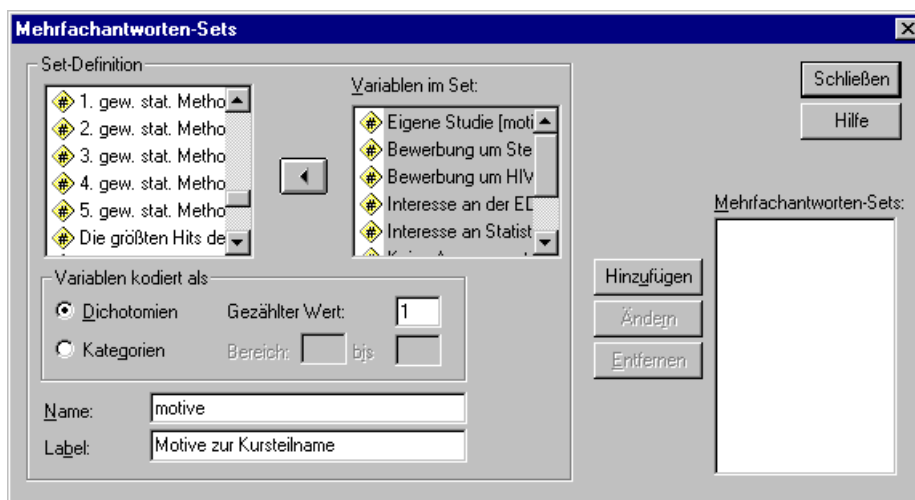 Mehrfachantworten-Sets
Set-Definition
1. gew. stat. Metho
2. gew. stat. Metho
3. gew. stat. Metho
4. gew. stat. Metho
5. gew. stat. Metho
Die größten Hits de
Variablen im Set:
Eigene Studie [moti
Bewerbung um Ste
Bewerbung um HIV
Interesse an der ED
Interesse an Statist
Variablen kodiert als
Dichotomien Gezählter Wert: 1
Kategorien Bereich: bis
Name: motive
Label: Motive zur Kursteilname
Schließen
Hilfe
Mehrfachantworten-Sets:
Hinzufügen
Ändern
Entfernen